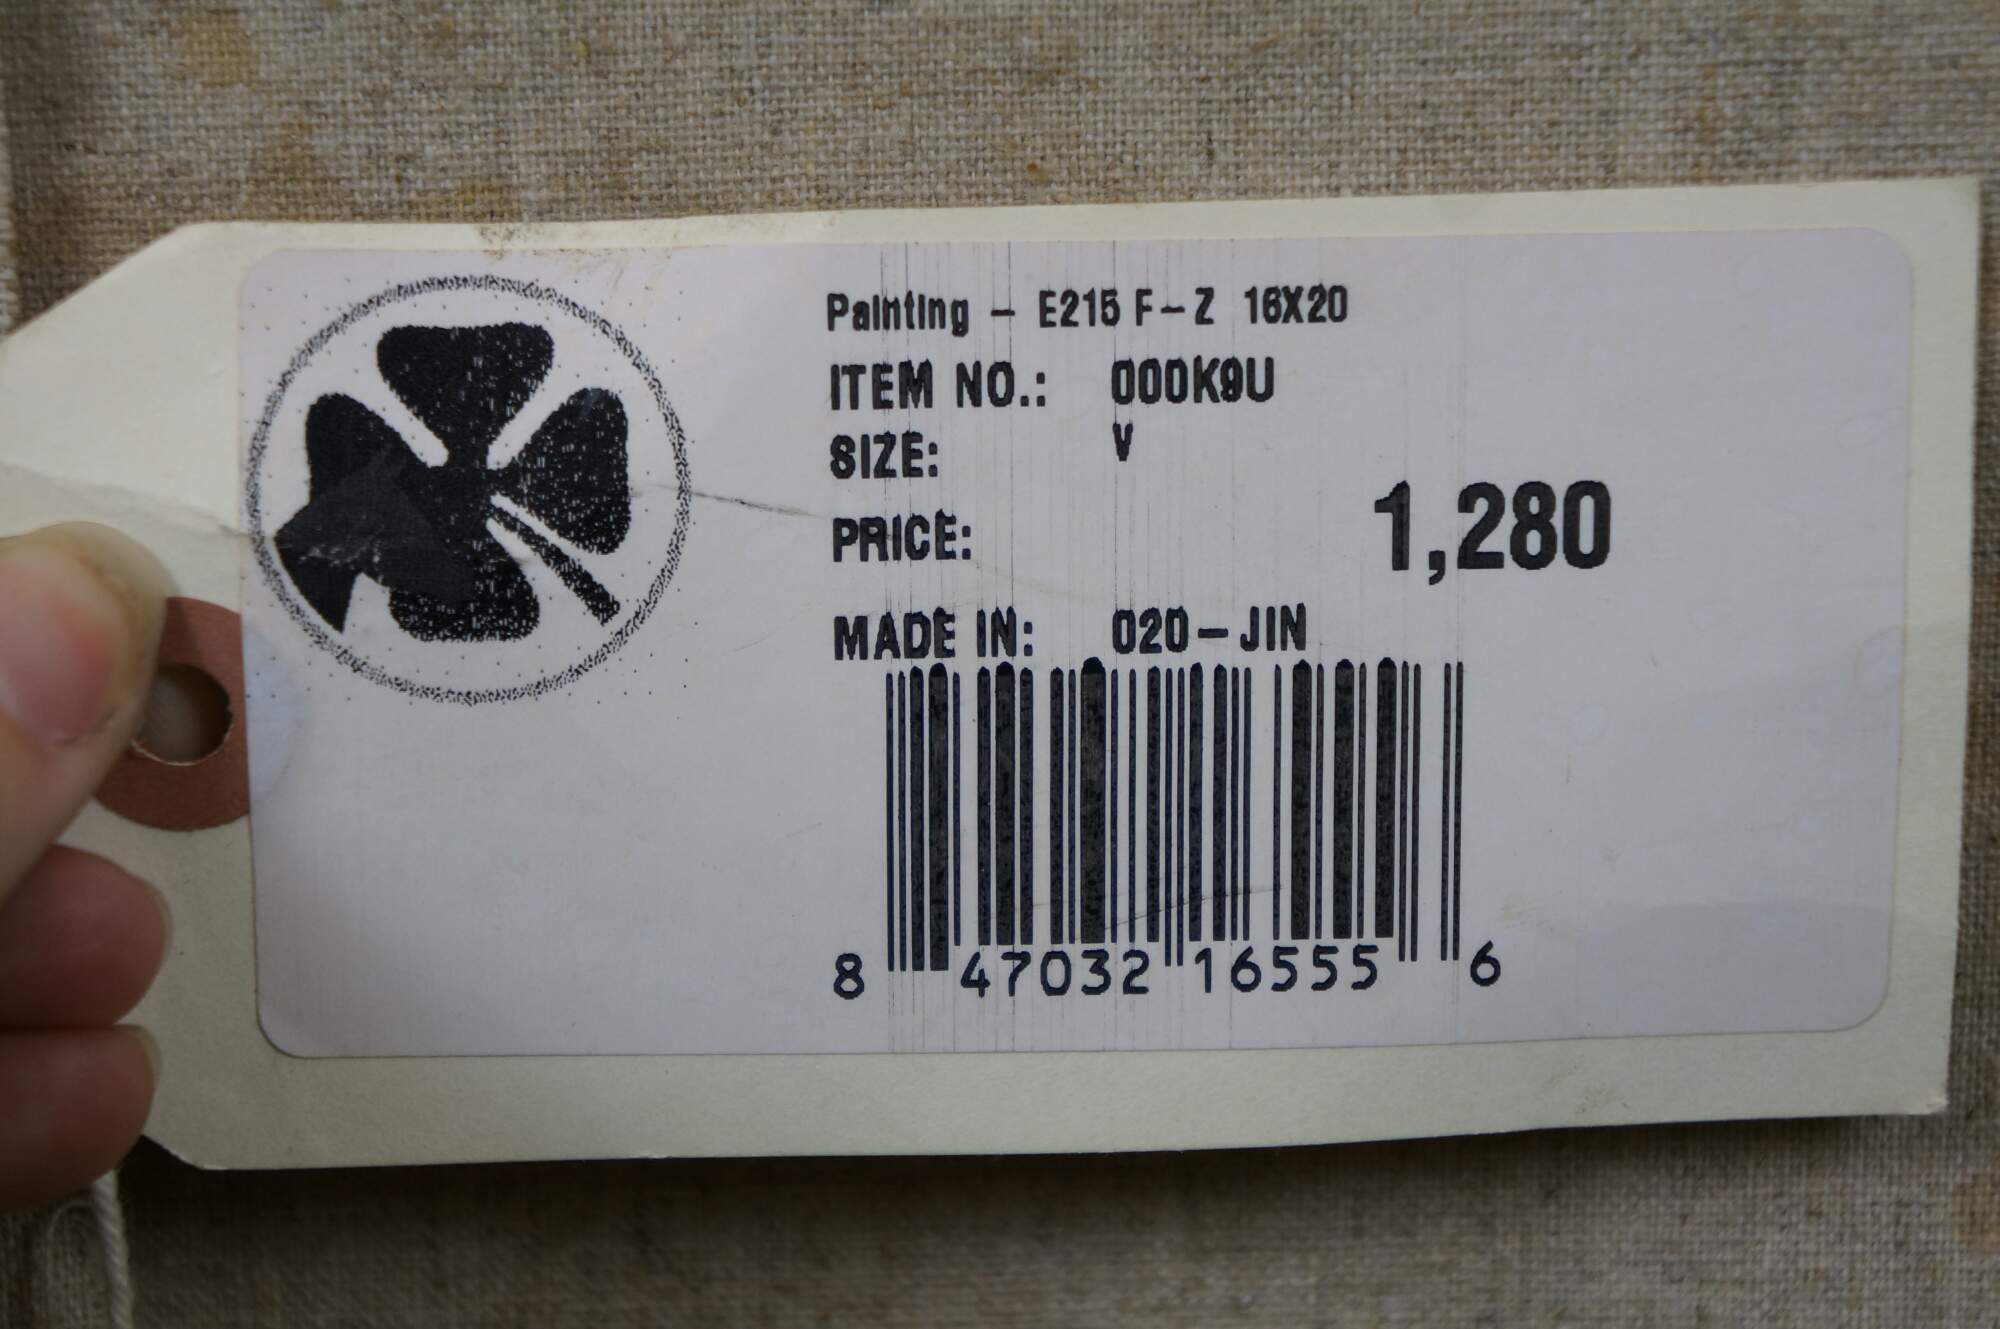 Painting - E215 F-Z 16X20
ITEM NO.: 000K9U
SIZE: V
PRICE: 1,280
MADE IN: 020-JIN
8 47032 16555 6